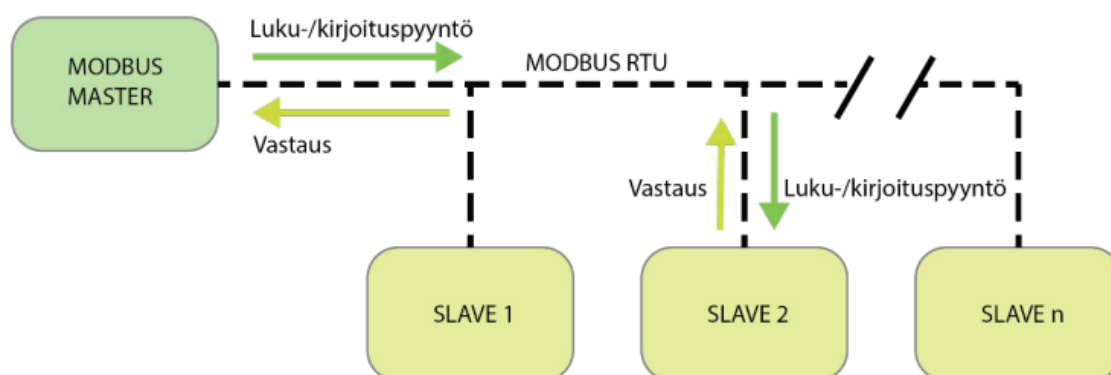 Luku-/kirjoituspyyntö
MODBUS
MASTER
MODBUS RTU
Vastaus
Vastaus
Luku-/kirjoituspyyntö
SLAVE 1
SLAVE 2
SLAVE n